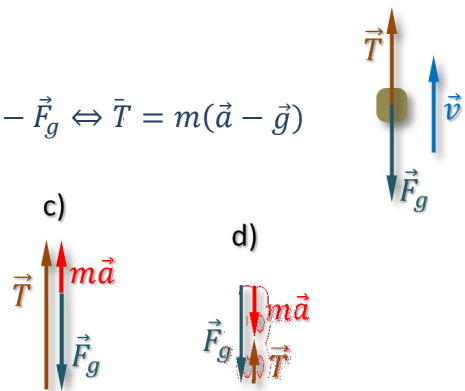 T⃗
− F⃗g ⇔ T̄ = m(a⃗ − g⃗)
v⃗
F⃗g
c)
d)
ma⃗
T⃗
ma⃗
F⃗g
F⃗g
T⃗